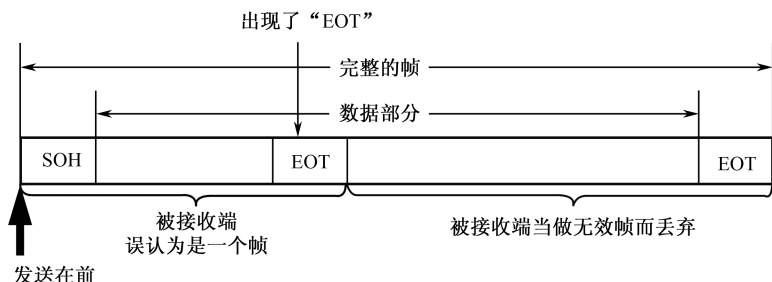 出现了“EOT”
完整的帧
数据部分
SOH
EOT
EOT
被接收端
误认为是一个帧
被接收端当做无效帧而丢弃
发送在前